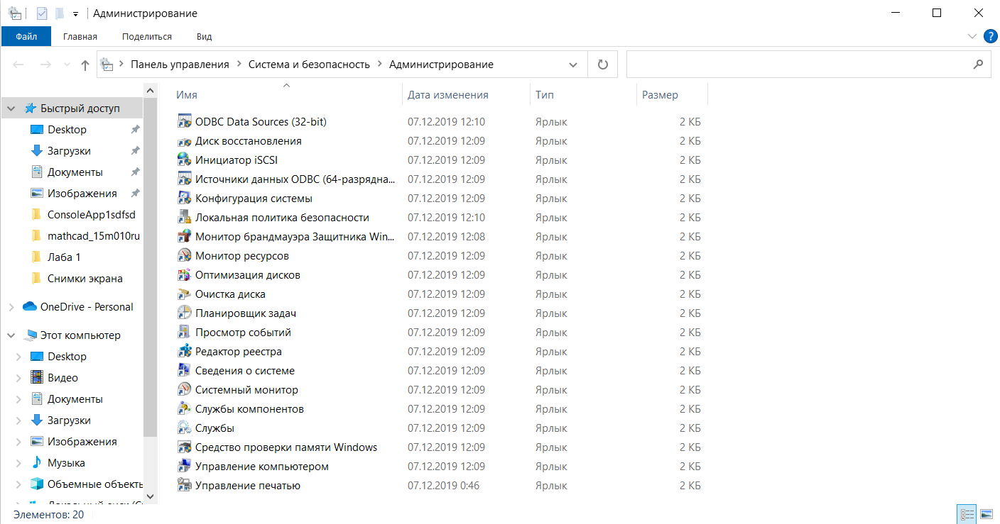 Администрирование
Файл Главная Поделиться Вид
Панель управления Система и безопасность Администрирование
Имя Дата изменения Тип Размер
Быстрый доступ
Desktop
Загрузки
Документы
Изображения
ConsoleApp1sdfsd
mathcad_15m010ru
Лаба 1
Снимки экрана
OneDrive - Personal
Этот компьютер
Desktop
Видео
Документы
Загрузки
Изображения
Музыка
Объемные объекты
ODBC Data Sources (32-bit) 07.12.2019 12:10 Ярлык 2 КБ
Диск восстановления 07.12.2019 12:09 Ярлык 2 КБ
Инициатор iSCSI 07.12.2019 12:09 Ярлык 2 КБ
Источники данных ODBC (64-разрядна... 07.12.2019 12:09 Ярлык 2 КБ
Конфигурация системы 07.12.2019 12:09 Ярлык 2 КБ
Локальная политика безопасности 07.12.2019 12:10 Ярлык 2 КБ
Монитор брандмауэра Защитника Win... 07.12.2019 12:08 Ярлык 2 КБ
Монитор ресурсов 07.12.2019 12:09 Ярлык 2 КБ
Оптимизация дисков 07.12.2019 12:09 Ярлык 2 КБ
Очистка диска 07.12.2019 12:09 Ярлык 2 КБ
Планировщик задач 07.12.2019 12:09 Ярлык 2 КБ
Просмотр событий 07.12.2019 12:09 Ярлык 2 КБ
Редактор реестра 07.12.2019 12:09 Ярлык 2 КБ
Сведения о системе 07.12.2019 12:09 Ярлык 2 КБ
Системный монитор 07.12.2019 12:09 Ярлык 2 КБ
Службы компонентов 07.12.2019 12:09 Ярлык 2 КБ
Службы 07.12.2019 12:09 Ярлык 2 КБ
Средство проверки памяти Windows 07.12.2019 12:09 Ярлык 2 КБ
Управление компьютером 07.12.2019 12:09 Ярлык 2 КБ
Управление печатью 07.12.2019 0:46 Ярлык 2 КБ
Элементов: 20